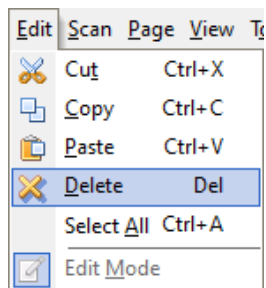 Edit Scan Page View
Cut Ctrl+X
Copy Ctrl+C
Paste Ctrl+V
Delete Del
Select All Ctrl+A
Edit Mode